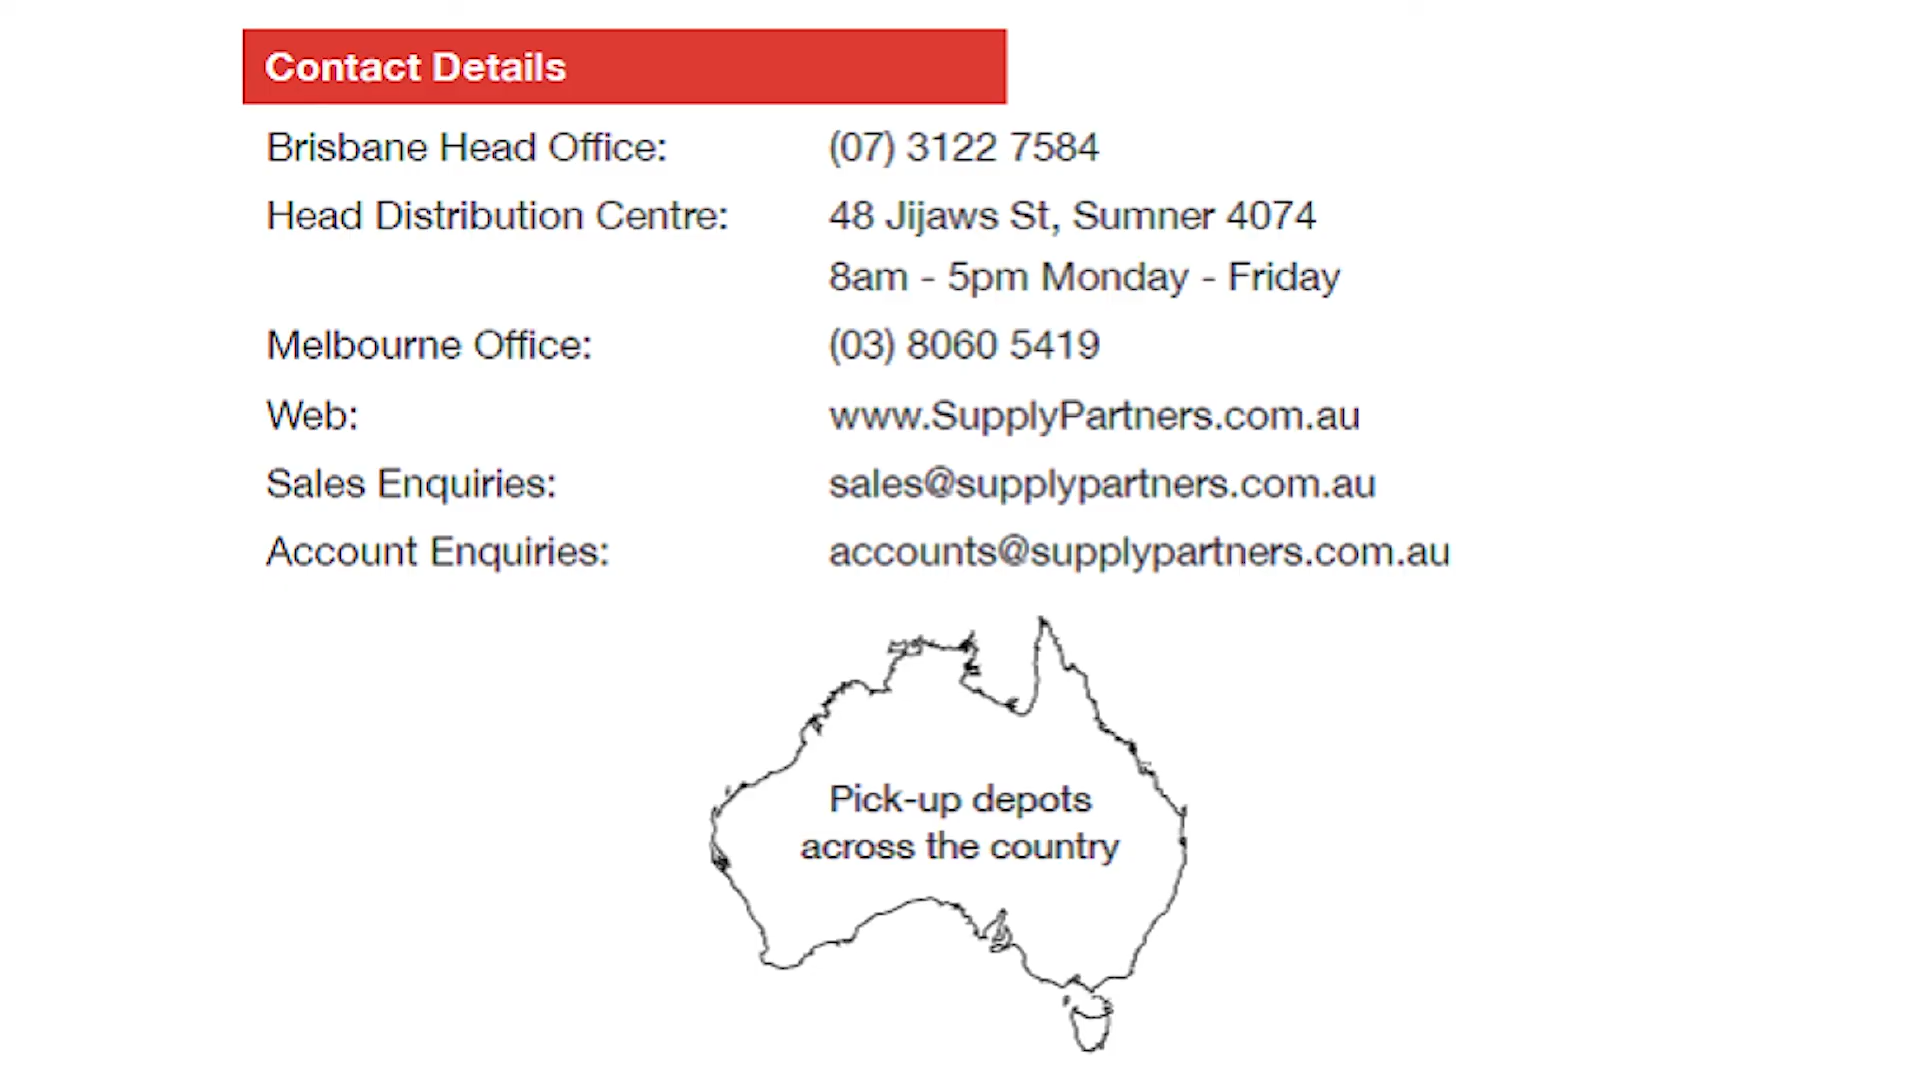 Contact Details
Brisbane Head Office: (07) 3122 7584
Head Distribution Centre: 48 Jijaws St, Sumner 4074
8am - 5pm Monday - Friday
Melbourne Office: (03) 8060 5419
Web: www.SupplyPartners.com.au
Sales Enquiries: sales@supplypartners.com.au
Account Enquiries: accounts@supplypartners.com.au
Pick-up depots
across the country